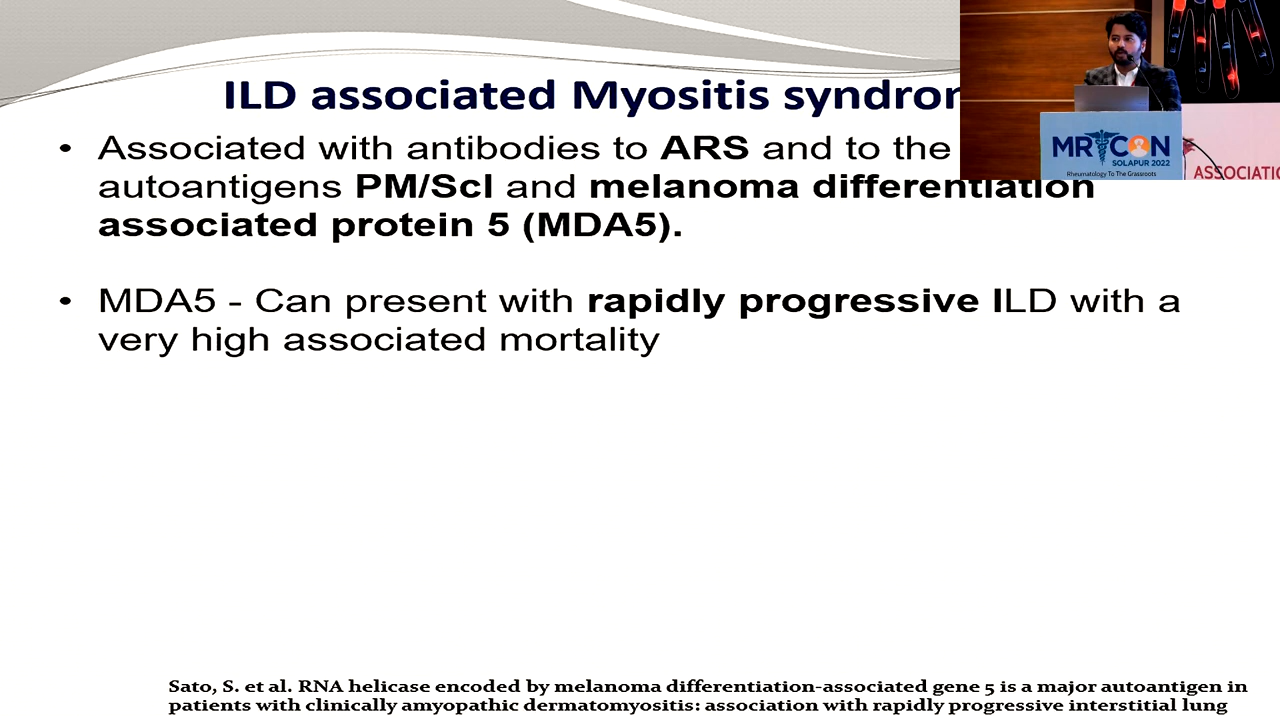 ILD associated Myositis
• Associated with antibodies to ARS and to the
autoantigens PM/Scl and melanoma differentiation
associated protein 5 (MDA5).
• MDA5 - Can present with rapidly progressive ILD with a
very high associated mortality
Sato, S. et al. RNA helicase encoded by melanoma differentiation-associated gene 5 is a major autoantigen in
patients with clinically amyopathic dermatomyositis: association with rapidly progressive interstitial lung
MRCON
SOLAPUR 2022
Rheumatology To The Grassroots